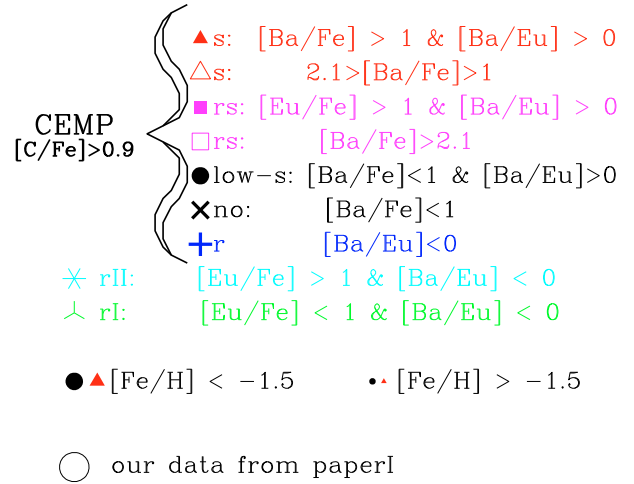 s: [Ba/Fe] > 1 & [Ba/Eu] > 0
s: 2.1>[Ba/Fe]>1
rs: [Eu/Fe] > 1 & [Ba/Eu] > 0
CEMP
rs: [Ba/Fe]>2.1
[C/Fe]>0.9
low-s: [Ba/Fe]<1 & [Ba/Eu]>0
no: [Ba/Fe]<1
r [Ba/Eu]<0
rII: [Eu/Fe] > 1 & [Ba/Eu] < 0
rI: [Eu/Fe] < 1 & [Ba/Eu] < 0
[Fe/H] < -1.5 [Fe/H] > -1.5
our data from paperI